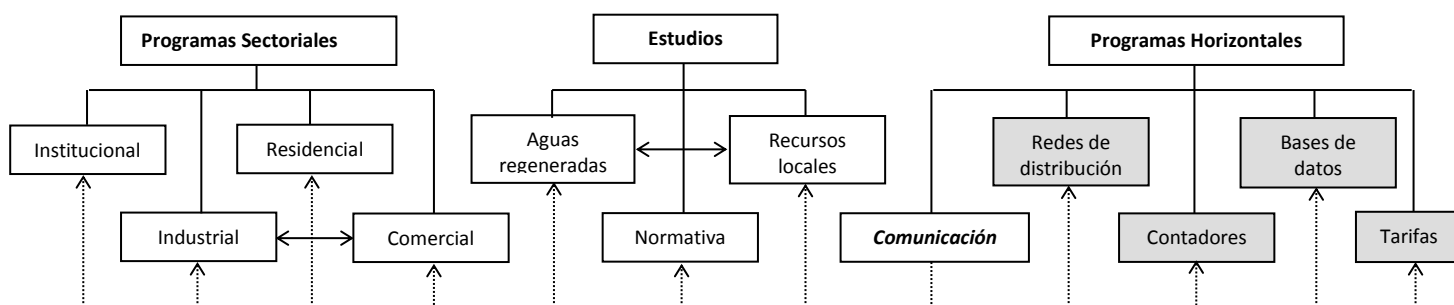 Programas Sectoriales
Estudios
Programas Horizontales
Institucional
Residencial
Aguas
regeneradas
Recursos
locales
Redes de
distribución
Bases de
datos
Industrial
Comercial
Normativa
Comunicación
Contadores
Tarifas